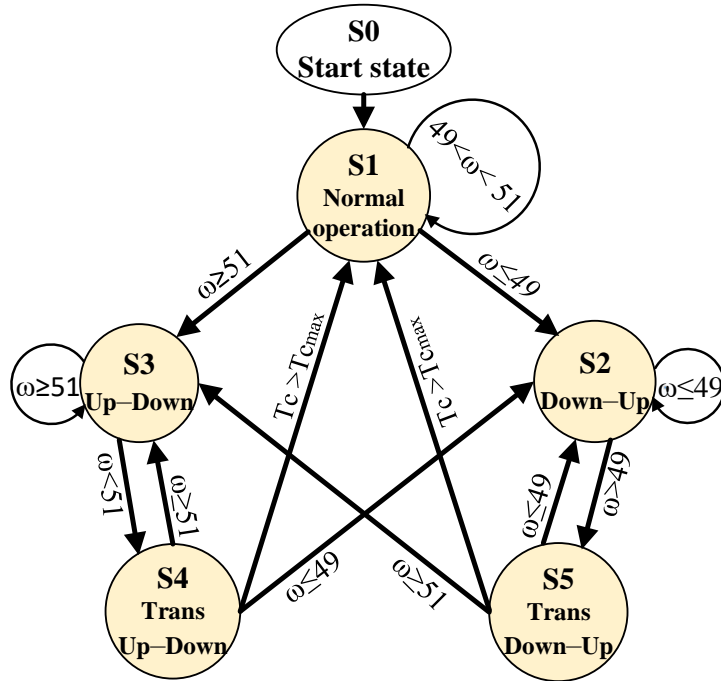 S0
Start state
S1
Normal
operation
49<ω< 51
ω≥51
ω≤49
S3
Up–Down
ω≥51
Tc >Tcmax
Tc>Tcmax
S2
Down–Up
ω≤49
ω<51
ω≥51
ω≤49
ω>49
ω≤49
ω≥51
S4
Trans
Up–Down
S5
Trans
Down–Up